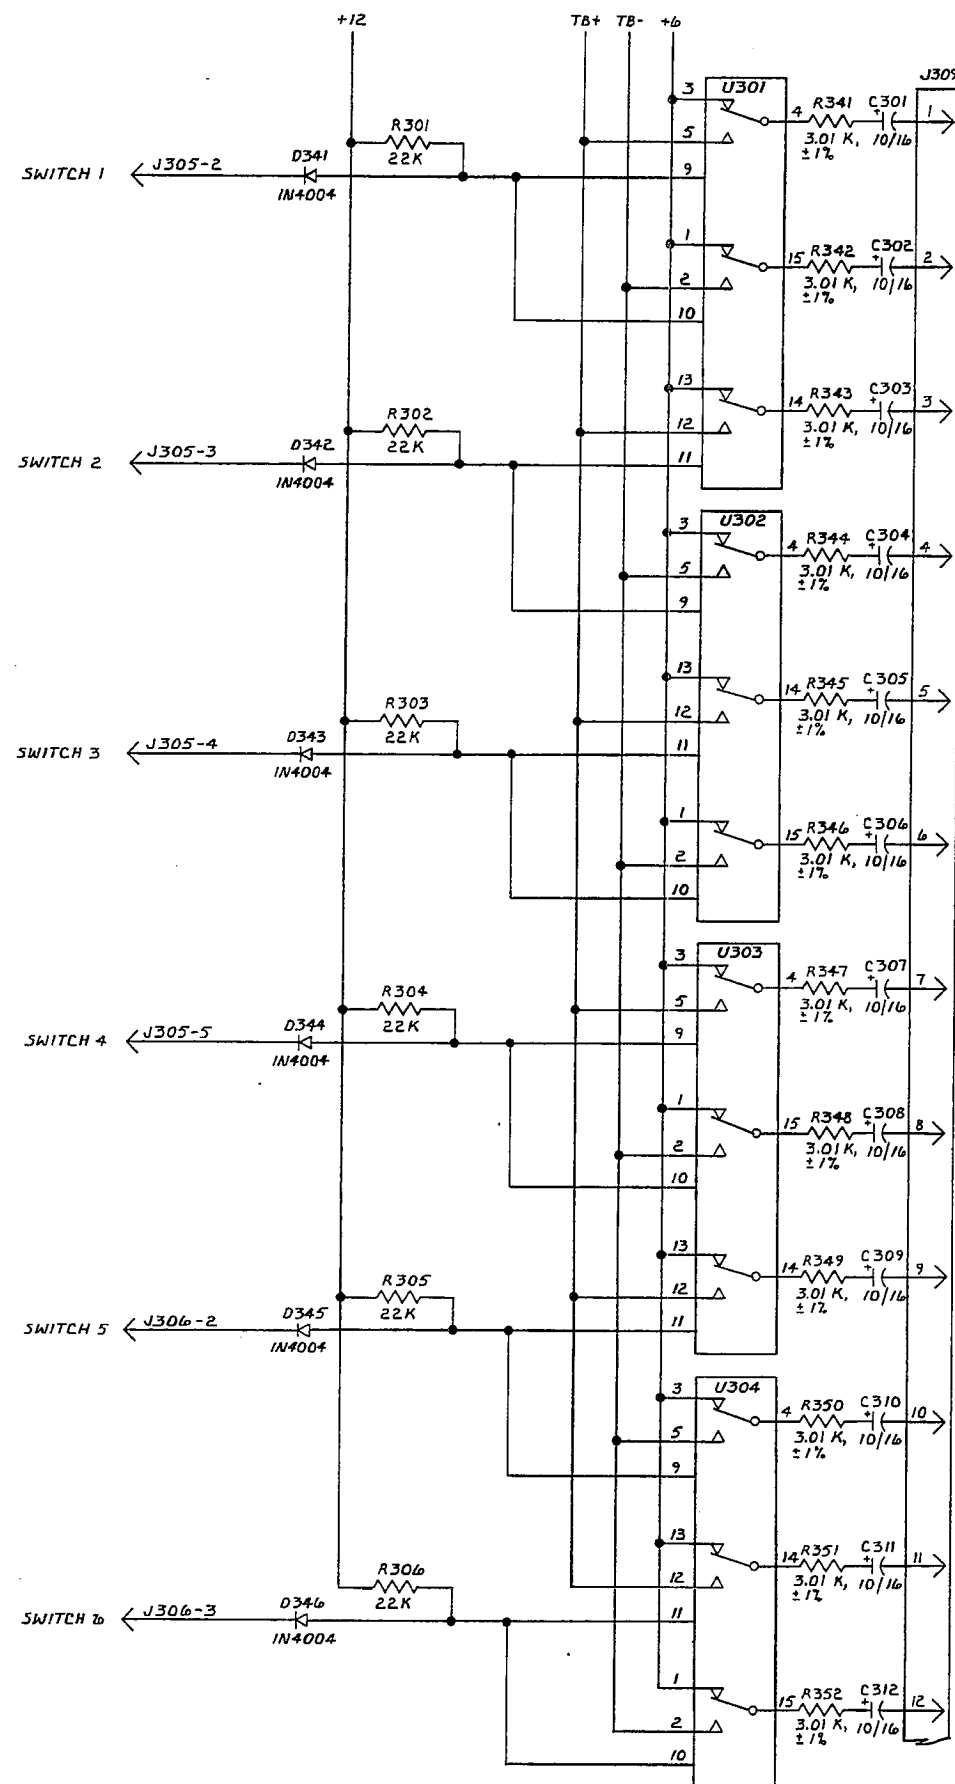 +12 TB+ TB- +6
J309
U301
3 4 R341 C301 1
R301 5 3.01 K, + 10/16
22K ±1%
SWITCH 1 J305-2 D341 9
1N4004
1 15 R342 C302 2
2 3.01 K, + 10/16
±1%
10
13 14 R343 C303 3
R302 12 3.01 K, + 10/16
22K ±1%
SWITCH 2 J305-3 D342 11
1N4004
U302
3 4 R344 C304 4
5 3.01 K, + 10/16
±1%
9
13 14 R345 C305 5
R303 12 3.01 K, + 10/16
22K ±1%
SWITCH 3 J305-4 D343 11
1N4004
1 15 R346 C306 6
2 3.01 K, + 10/16
±1%
10
U303
3 4 R347 C307 7
R304 5 3.01 K, + 10/16
22K ±1%
SWITCH 4 J305-5 D344 9
1N4004
1 15 R348 C308 8
2 3.01 K, + 10/16
±1%
10
13 14 R349 C309 9
R305 12 3.01 K, + 10/16
22K ±1%
SWITCH 5 J306-2 D345 11
1N4004
U304
3 4 R350 C310 10
5 3.01 K, + 10/16
±1%
9
13 14 R351 C311 11
R306 12 3.01 K, + 10/16
22K ±1%
SWITCH 6 J306-3 D346 11
1N4004
1 15 R352 C312 12
2 3.01 K, + 10/16
±1%
10